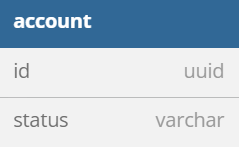 account
id uuid
status varchar